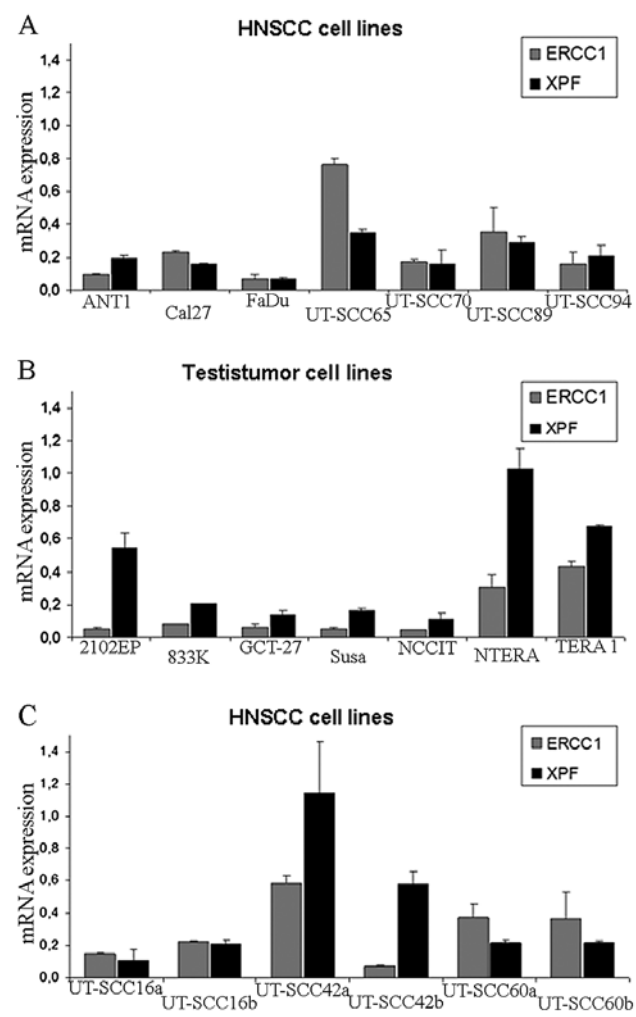 A
HNSCC cell lines
ERCC1
XPF
mRNA expression
1,4
1,2
1,0
0,8
0,6
0,4
0,2
0,0
ANT1 Cal27 FaDu UT-SCC65 UT-SCC70 UT-SCC89 UT-SCC94
B
Testistumor cell lines
ERCC1
XPF
mRNA expression
1,4
1,2
1,0
0,8
0,6
0,4
0,2
0,0
2102EP 833K GCT-27 Susa NCCIT NTERA TERA 1
C
HNSCC cell lines
ERCC1
XPF
mRNA expression
1,4
1,2
1,0
0,8
0,6
0,4
0,2
0,0
UT-SCC16a UT-SCC16b UT-SCC42a UT-SCC42b UT-SCC60a UT-SCC60b